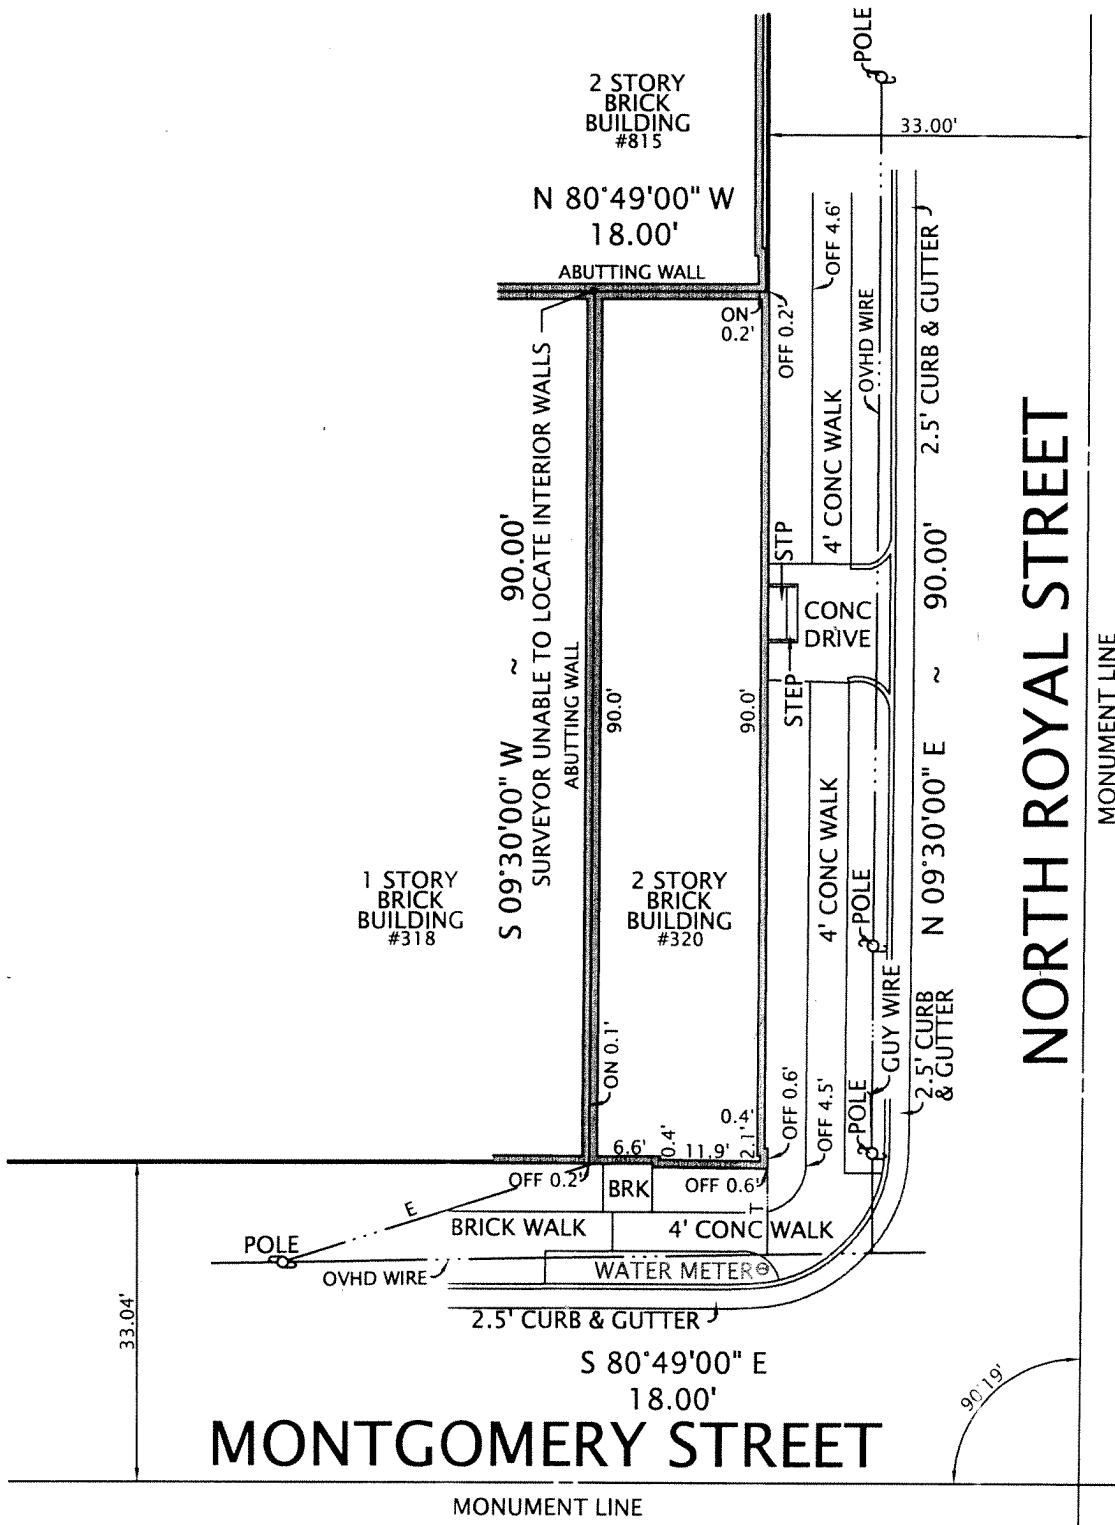 POLE
2 STORY
BRICK
BUILDING
#815
33.00'
N 80°49'00" W
18.00'
ABUTTING WALL
ON
0.2'
OFF 0.2'
OFF 4.6'
OVHD WIRE
2.5' CURB & GUTTER
4' CONC WALK
S 09°30'00" W ~ 90.00'
SURVEYOR UNABLE TO LOCATE INTERIOR WALLS
ABUTTING WALL
90.0'
90.0'
STP
STEP
CONC
DRIVE
N 09°30'00" E ~ 90.00'
NORTH ROYAL STREET
MONUMENT LINE
1 STORY
BRICK
BUILDING
#318
2 STORY
BRICK
BUILDING
#320
4' CONC WALK
POLE
GUY WIRE
2.5' CURB
& GUTTER
POLE
ON 0.1'
OFF 0.6'
OFF 4.5'
6.6'
0.4'
11.9'
2.1'
0.4'
OFF 0.2'
BRK
OFF 0.6'
T
E
BRICK WALK
4' CONC WALK
POLE
OVHD WIRE
WATER METER
2.5' CURB & GUTTER
33.04'
S 80°49'00" E
18.00'
90°19'
MONTGOMERY STREET
MONUMENT LINE